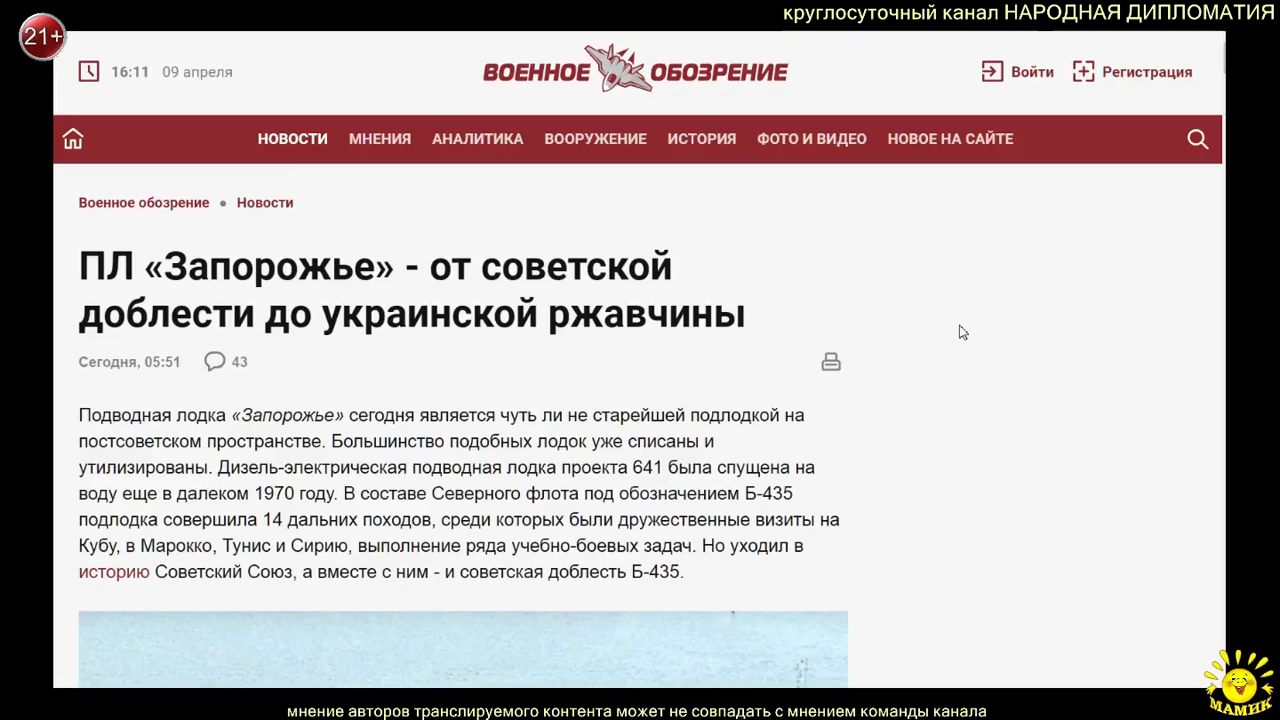 круглосуточный канал НАРОДНАЯ ДИПЛОМАТИЯ
21+
16:11 09 апреля
ВОЕННОЕ ОБОЗРЕНИЕ
Войти Регистрация
НОВОСТИ МНЕНИЯ АНАЛИТИКА ВООРУЖЕНИЕ ИСТОРИЯ ФОТО И ВИДЕО НОВОЕ НА САЙТЕ
Военное обозрение • Новости
ПЛ «Запорожье» - от советской
доблести до украинской ржавчины
Сегодня, 05:51 43
Подводная лодка «Запорожье» сегодня является чуть ли не старейшей подлодкой на
постсоветском пространстве. Большинство подобных лодок уже списаны и
утилизированы. Дизель-электрическая подводная лодка проекта 641 была спущена на
воду еще в далеком 1970 году. В составе Северного флота под обозначением Б-435
подлодка совершила 14 дальних походов, среди которых были дружественные визиты на
Кубу, в Марокко, Тунис и Сирию, выполнение ряда учебно-боевых задач. Но уходил в
историю Советский Союз, а вместе с ним - и советская доблесть Б-435.
МАМИК
мнение авторов транслируемого контента может не совпадать с мнением команды канала